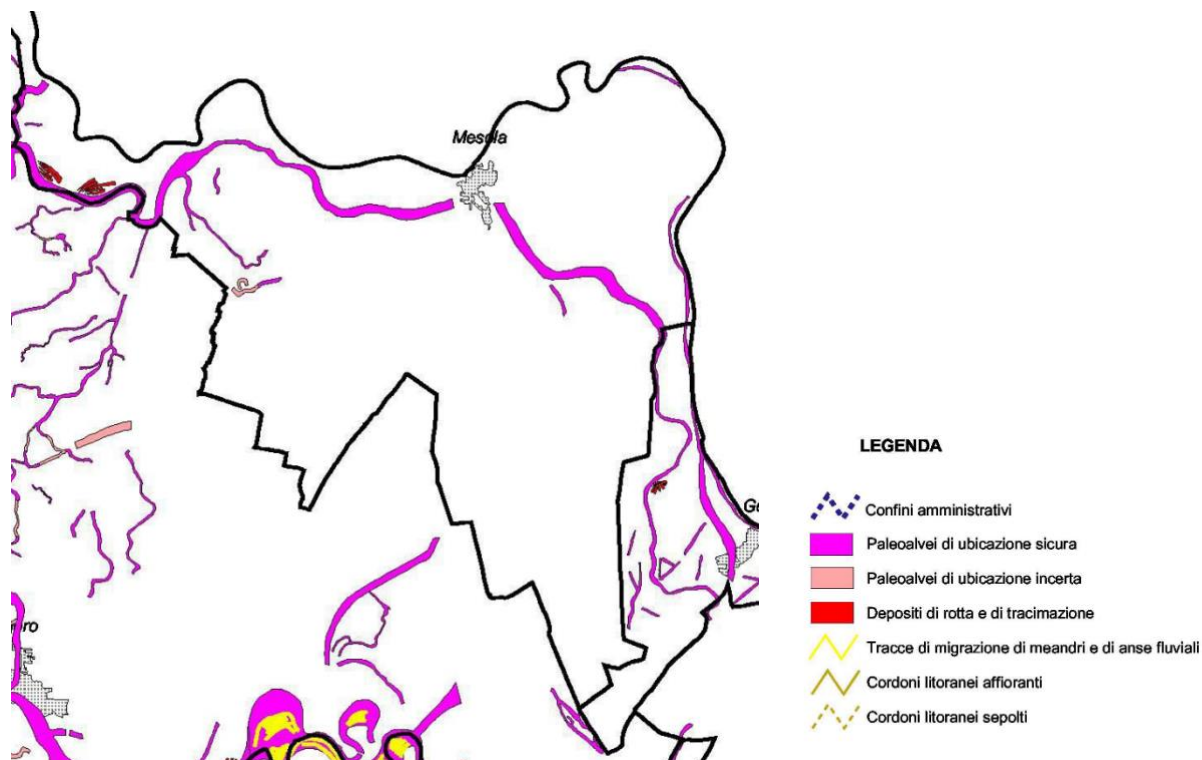 Mesola
LEGENDA
Confini amministrativi
Paleoalvei di ubicazione sicura
Paleoalvei di ubicazione incerta
Depositi di rotta e di tracimazione
Tracce di migrazione di meandri e di anse fluviali
Cordoni litoranei affioranti
Cordoni litoranei sepolti